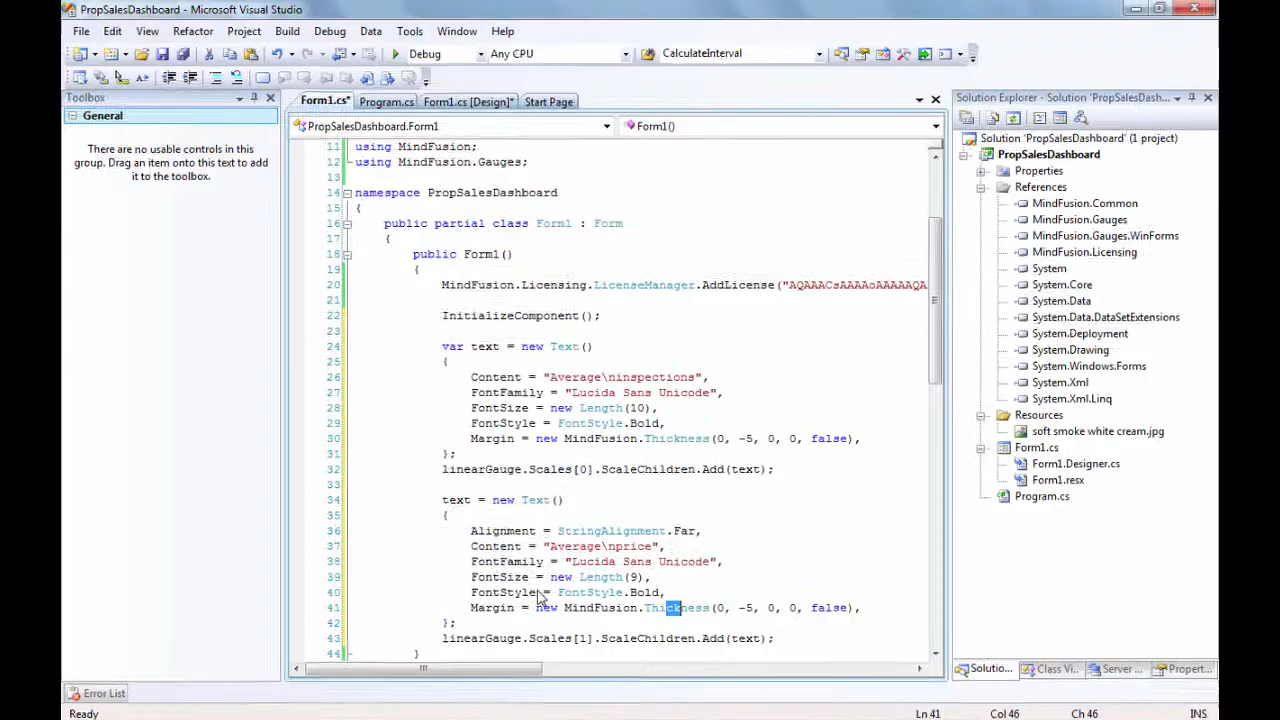 PropSalesDashboard - Microsoft Visual Studio
File Edit View Refactor Project Build Debug Data Tools Window Help
Debug Any CPU CalculateInterval
Toolbox
General
There are no usable controls in this
group. Drag an item onto this text to add
it to the toolbox.
Form1.cs* Program.cs Form1.cs [Design]* Start Page
PropSalesDashboard.Form1 Form1()
11 using MindFusion;
12 using MindFusion.Gauges;
13
14 namespace PropSalesDashboard
15 {
16 public partial class Form1 : Form
17 {
18 public Form1()
19 {
20 MindFusion.Licensing.LicenseManager.AddLicense("AQAAACsAAAAoAAAAAQA
21
22 InitializeComponent();
23
24 var text = new Text()
25 {
26 Content = "Average\ninspections",
27 FontFamily = "Lucida Sans Unicode",
28 FontSize = new Length(10),
29 FontStyle = FontStyle.Bold,
30 Margin = new MindFusion.Thickness(0, -5, 0, 0, false),
31 };
32 linearGauge.Scales[0].ScaleChildren.Add(text);
33
34 text = new Text()
35 {
36 Alignment = StringAlignment.Far,
37 Content = "Average\nprice",
38 FontFamily = "Lucida Sans Unicode",
39 FontSize = new Length(9),
40 FontStyle = FontStyle.Bold,
41 Margin = new MindFusion.Thickness(0, -5, 0, 0, false),
42 };
43 linearGauge.Scales[1].ScaleChildren.Add(text);
44 }
Solution Explorer - Solution 'PropSalesDash...
Solution 'PropSalesDashboard' (1 project)
PropSalesDashboard
Properties
References
MindFusion.Common
MindFusion.Gauges
MindFusion.Gauges.WinForms
MindFusion.Licensing
System
System.Core
System.Data
System.Data.DataSetExtensions
System.Deployment
System.Drawing
System.Windows.Forms
System.Xml
System.Xml.Linq
Resources
soft smoke white cream.jpg
Form1.cs
Form1.Designer.cs
Form1.resx
Program.cs
Solutio... Class Vi... Server ... Propert...
Error List
Ready Ln 41 Col 46 Ch 46 INS